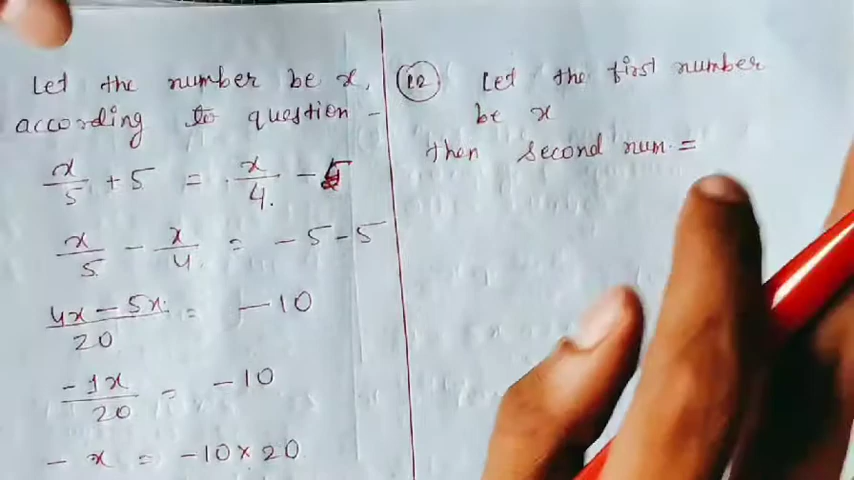 Let the number be x,
according to question -
x/5 + 5 = x/4 - 5
x/5 - x/4 = -5-5
4x - 5x/20 = -10
-1x/20 = -10
- x = -10 × 20
12 Let the first number
be x
then second num. =